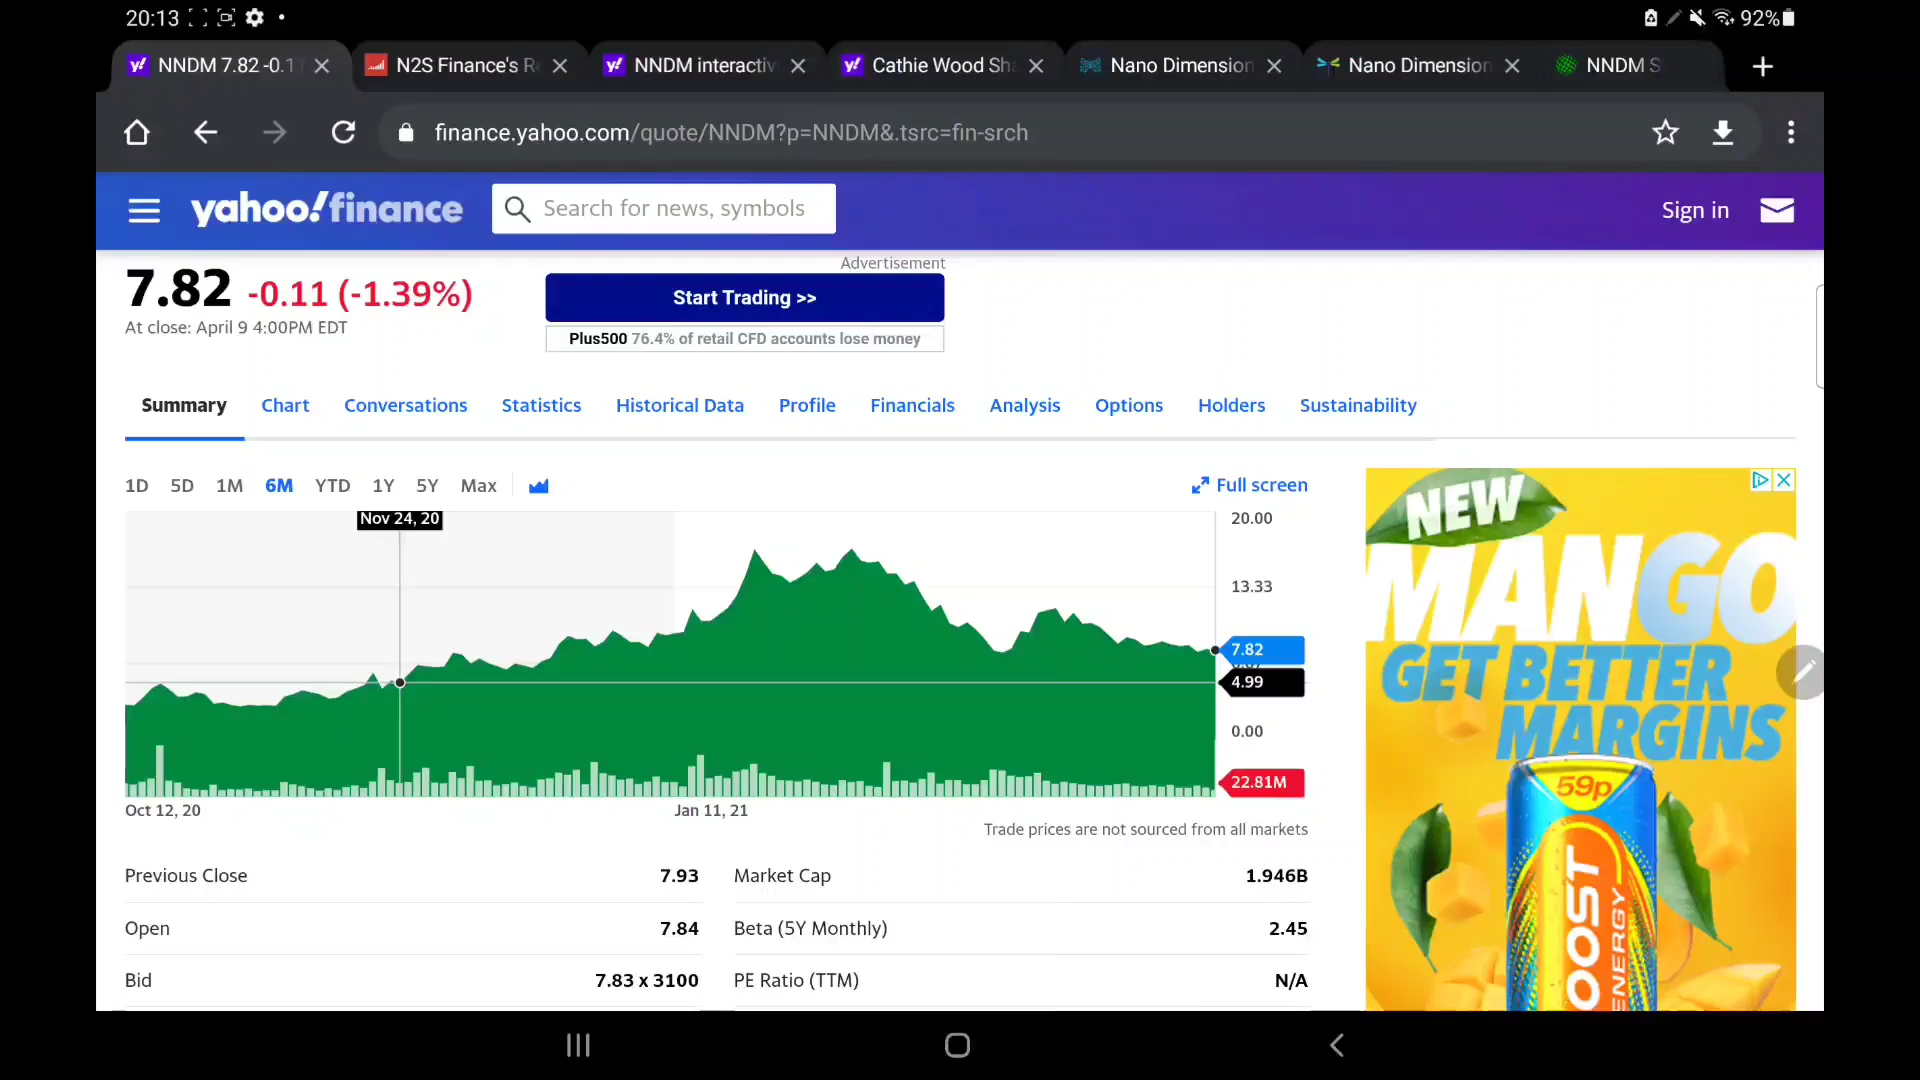 20:13
92%
NNDM 7.82 -0.1
N2S Finance's R
NNDM interactiv
Cathie Wood Sh
Nano Dimension
Nano Dimension
NNDM S
finance.yahoo.com/quote/NNDM?p=NNDM&.tsrc=fin-srch
yahoo!finance
Search for news, symbols
Sign in
7.82 -0.11 (-1.39%)
At close: April 9 4:00PM EDT
Advertisement
Start Trading >>
Plus500 76.4% of retail CFD accounts lose money
Summary Chart Conversations Statistics Historical Data Profile Financials Analysis Options Holders Sustainability
1D 5D 1M 6M YTD 1Y 5Y Max
Full screen
Nov 24, 20
20.00
13.33
7.82
4.99
0.00
22.81M
Oct 12, 20
Jan 11, 21
Trade prices are not sourced from all markets
Previous Close 7.93
Market Cap 1.946B
Open 7.84
Beta (5Y Monthly) 2.45
Bid 7.83 x 3100
PE Ratio (TTM) N/A
NEW
MANGO
GET BETTER
MARGINS
59p
OOST
ENERGY